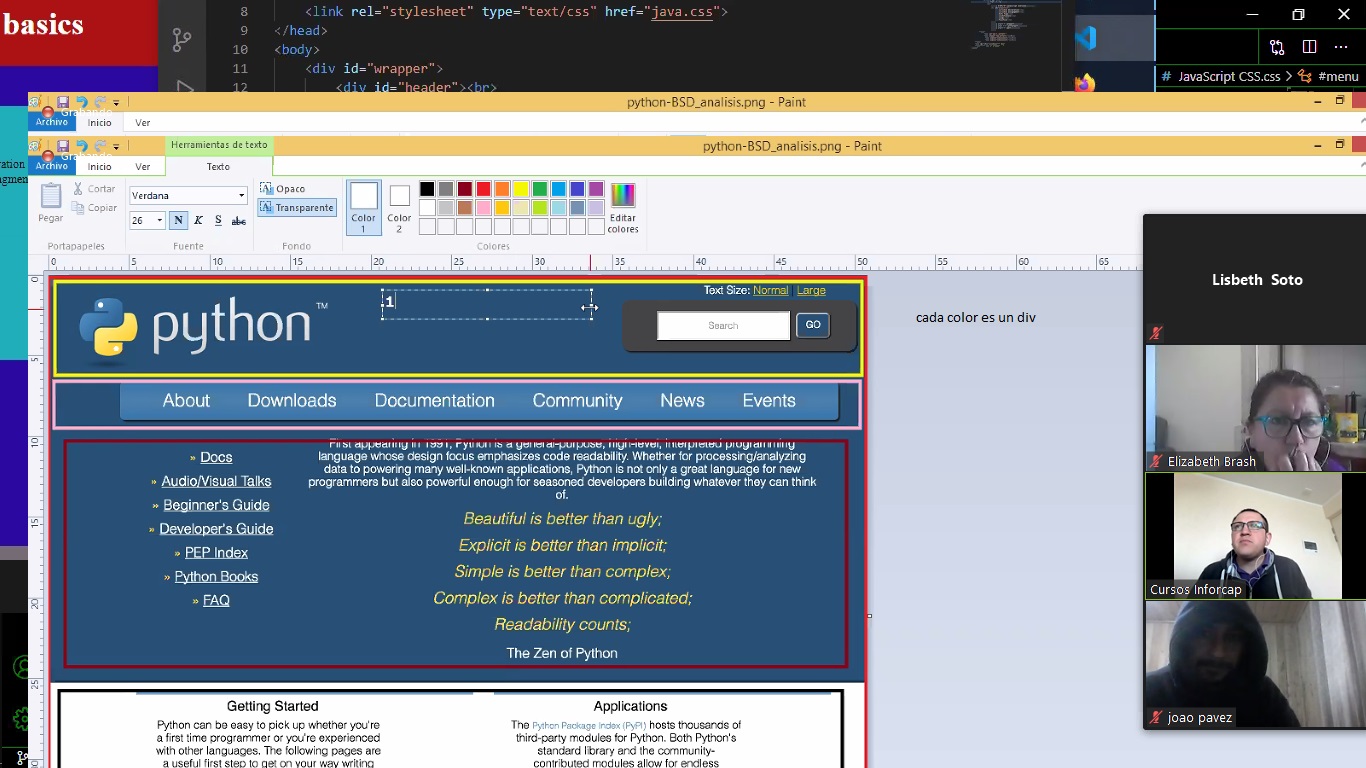 basics
8 <link rel="stylesheet" type="text/css" href="java.css">
9 </head>
10 <body>
11 <div id="wrapper">
12 <div id="header"><br>
# JavaScript CSS.css > #menu
python-BSD_analisis.png - Paint
Grabando
Archivo Inicio Ver
Herramientas de texto
python-BSD_analisis.png - Paint
Grabando
Archivo Inicio Ver Texto
Pegar
Cortar
Copiar
Portapapeles
Verdana
26 N K S abc
Fuente
Opaco
Transparente
Fondo
Color 1
Color 2
Editar colores
Colores
0 5 10 15 20 25 30 35 40 45 50 55 60 65
0
5
10
15
20
25
python™
1
Text Size: Normal | Large
Search GO
cada color es un div
About Downloads Documentation Community News Events
» Docs
» Audio/Visual Talks
» Beginner's Guide
» Developer's Guide
» PEP Index
» Python Books
» FAQ
First appearing in 1991, Python is a general-purpose, high-level, interpreted programming
language whose design focus emphasizes code readability. Whether for processing/analyzing
data to powering many well-known applications, Python is not only a great language for new
programmers but also powerful enough for seasoned developers building whatever they can think
of.
Beautiful is better than ugly;
Explicit is better than implicit;
Simple is better than complex;
Complex is better than complicated;
Readability counts;
The Zen of Python
Getting Started
Python can be easy to pick up whether you're
a first time programmer or you're experienced
with other languages. The following pages are
a useful first step to get on your way writing
Applications
The Python Package Index (PyPI) hosts thousands of
third-party modules for Python. Both Python's
standard library and the community-
contributed modules allow for endless
Lisbeth Soto
Elizabeth Brash
Cursos Inforcap
joao pavez